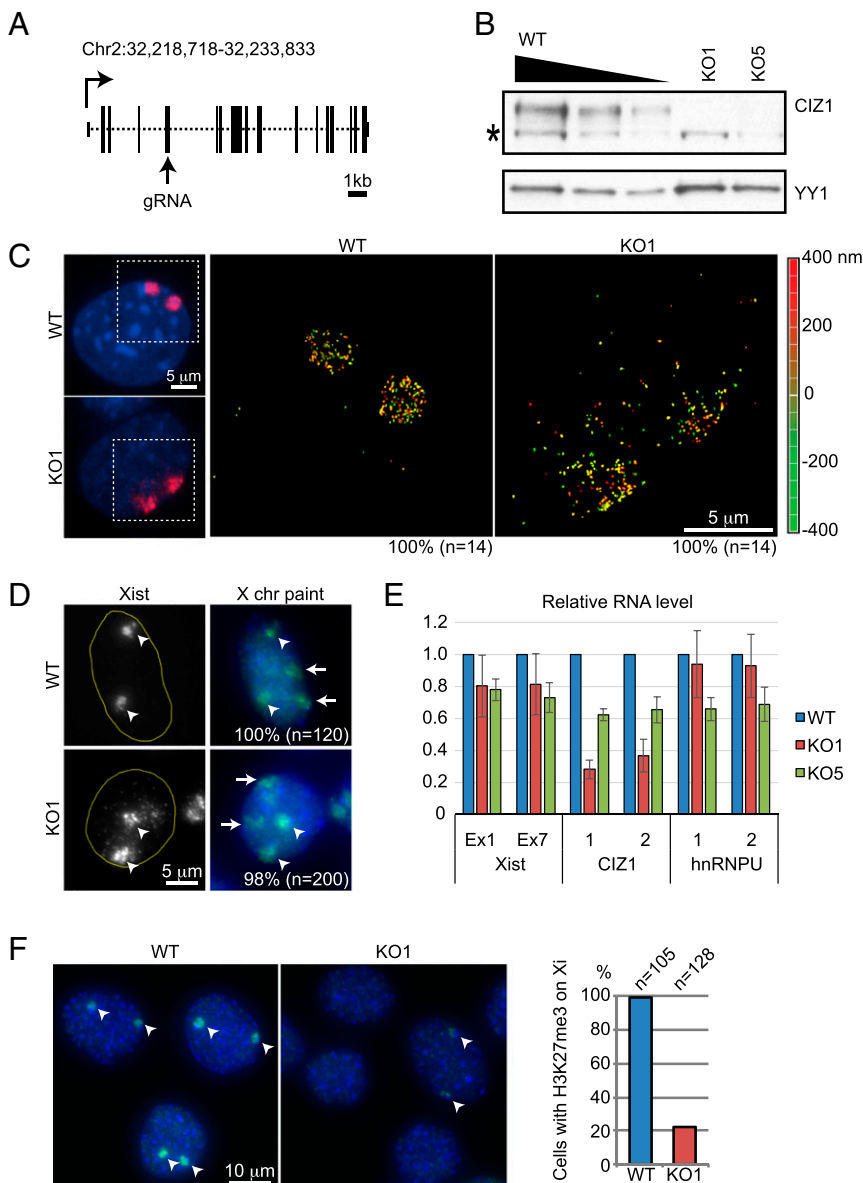 A
Chr2:32,218,718-32,233,833
gRNA
1kb
B
WT
KO1
KO5
CIZ1
*
YY1
C
WT
KO1
WT
5 μm
KO1
5 μm
100% (n=14)
100% (n=14)
400 nm
200
0
-200
-400
D
Xist
X chr paint
WT
100% (n=120)
KO1
5 μm
98% (n=200)
E
Relative RNA level
1.2
1.0
0.8
0.6
0.4
0.2
0
Ex1 Ex7 1 2 1 2
Xist CIZ1 hnRNPU
WT
KO1
KO5
F
WT
KO1
10 μm
Cells with H3K27me3 on Xi
%
n=105
n=128
100
80
60
40
20
0
WT KO1